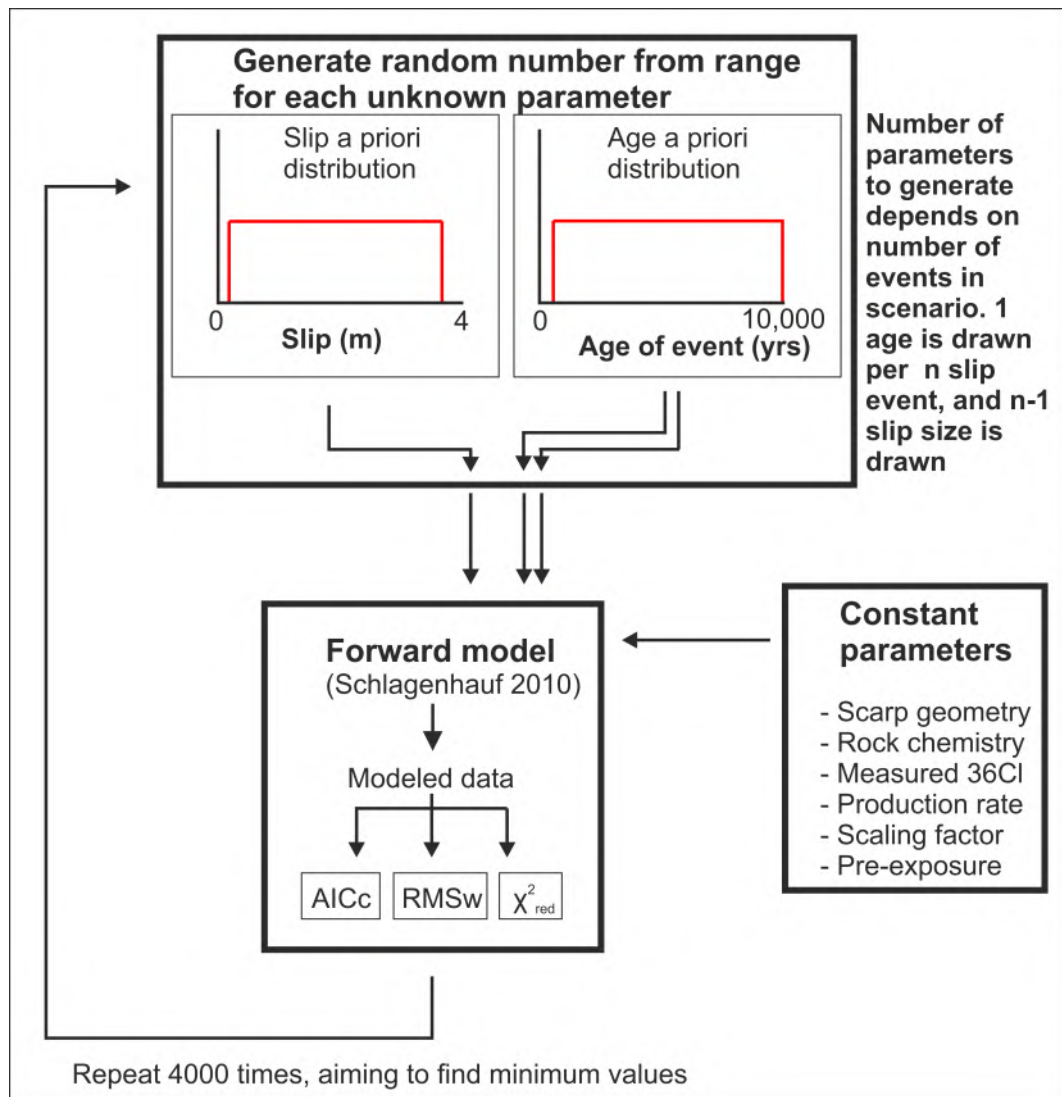 Generate random number from range
for each unknown parameter
Slip a priori
distribution
0
4
Slip (m)
Age a priori
distribution
0
10,000
Age of event (yrs)
Number of
parameters
to generate
depends on
number of
events in
scenario. 1
age is drawn
per n slip
event, and n-1
slip size is
drawn
Forward model
(Schlagenhauf 2010)
Modeled data
AICc
RMSw
χ²red
Constant
parameters
- Scarp geometry
- Rock chemistry
- Measured 36Cl
- Production rate
- Scaling factor
- Pre-exposure
Repeat 4000 times, aiming to find minimum values